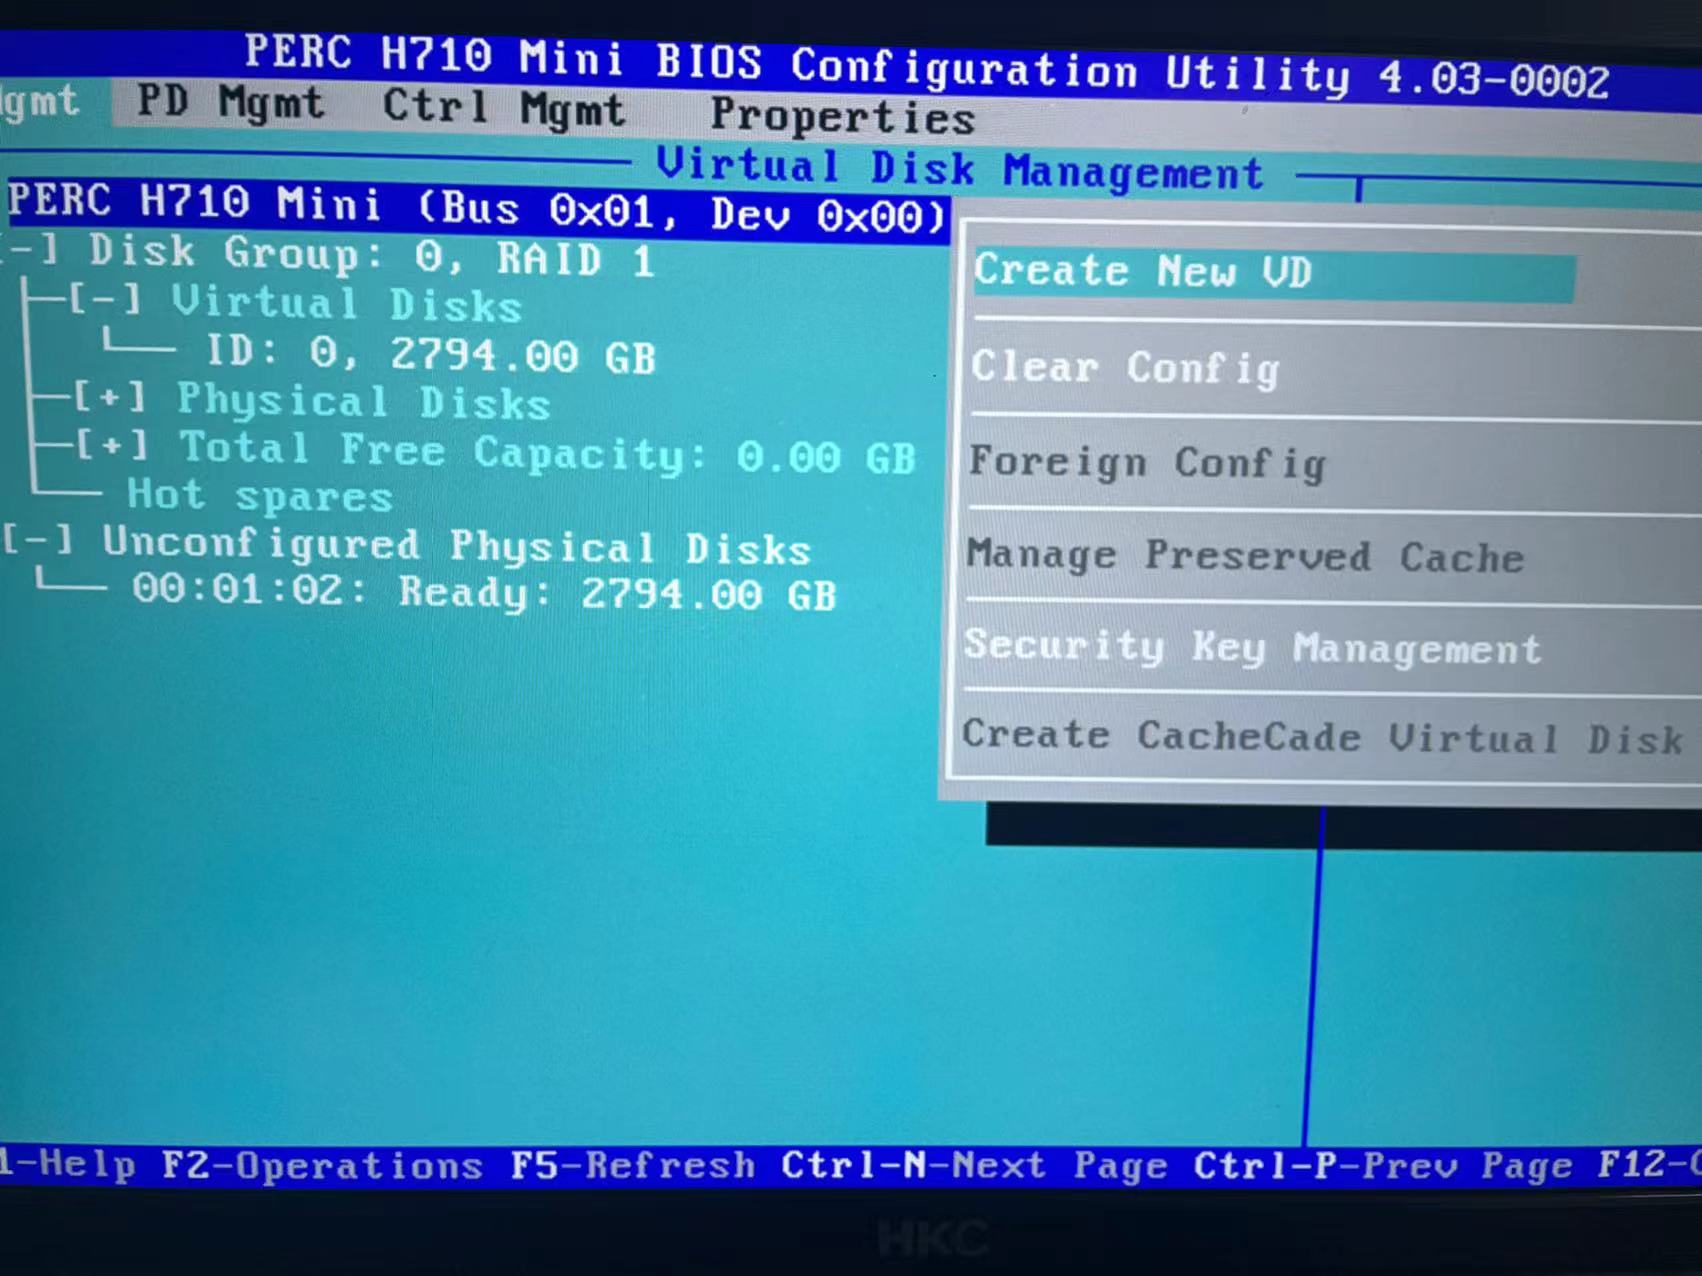 PERC H710 Mini BIOS Configuration Utility 4.03-0002
gmt PD Mgmt Ctrl Mgmt Properties
Virtual Disk Management
PERC H710 Mini (Bus 0x01, Dev 0x00)
[-] Disk Group: 0, RAID 1
[-] Virtual Disks
ID: 0, 2794.00 GB
[+] Physical Disks
[+] Total Free Capacity: 0.00 GB
Hot spares
[-] Unconfigured Physical Disks
00:01:02: Ready: 2794.00 GB
Create New VD
Clear Config
Foreign Config
Manage Preserved Cache
Security Key Management
Create CacheCade Virtual Disk
1-Help F2-Operations F5-Refresh Ctrl-N-Next Page Ctrl-P-Prev Page F12-C
HKC